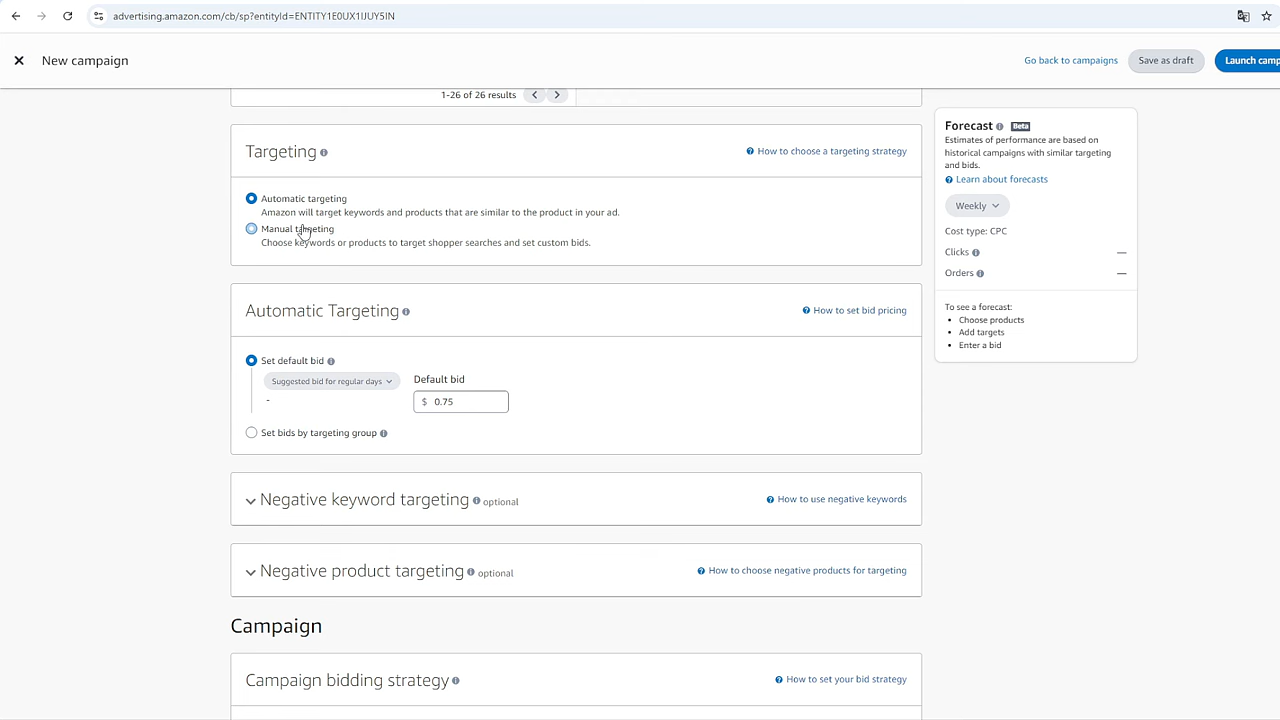 advertising.amazon.com/cb/sp?entityId=ENTITY1E0UX1IJUY5IN
New campaign
Go back to campaigns
Save as draft
Launch camp
1-26 of 26 results
Targeting
How to choose a targeting strategy
Automatic targeting
Amazon will target keywords and products that are similar to the product in your ad.
Manual targeting
Choose keywords or products to target shopper searches and set custom bids.
Automatic Targeting
How to set bid pricing
Set default bid
Suggested bid for regular days
-
Default bid
$ 0.75
Set bids by targeting group
Negative keyword targeting optional
How to use negative keywords
Negative product targeting optional
How to choose negative products for targeting
Campaign
Campaign bidding strategy
How to set your bid strategy
Forecast Beta
Estimates of performance are based on
historical campaigns with similar targeting
and bids.
Learn about forecasts
Weekly
Cost type: CPC
Clicks —
Orders —
To see a forecast:
• Choose products
• Add targets
• Enter a bid